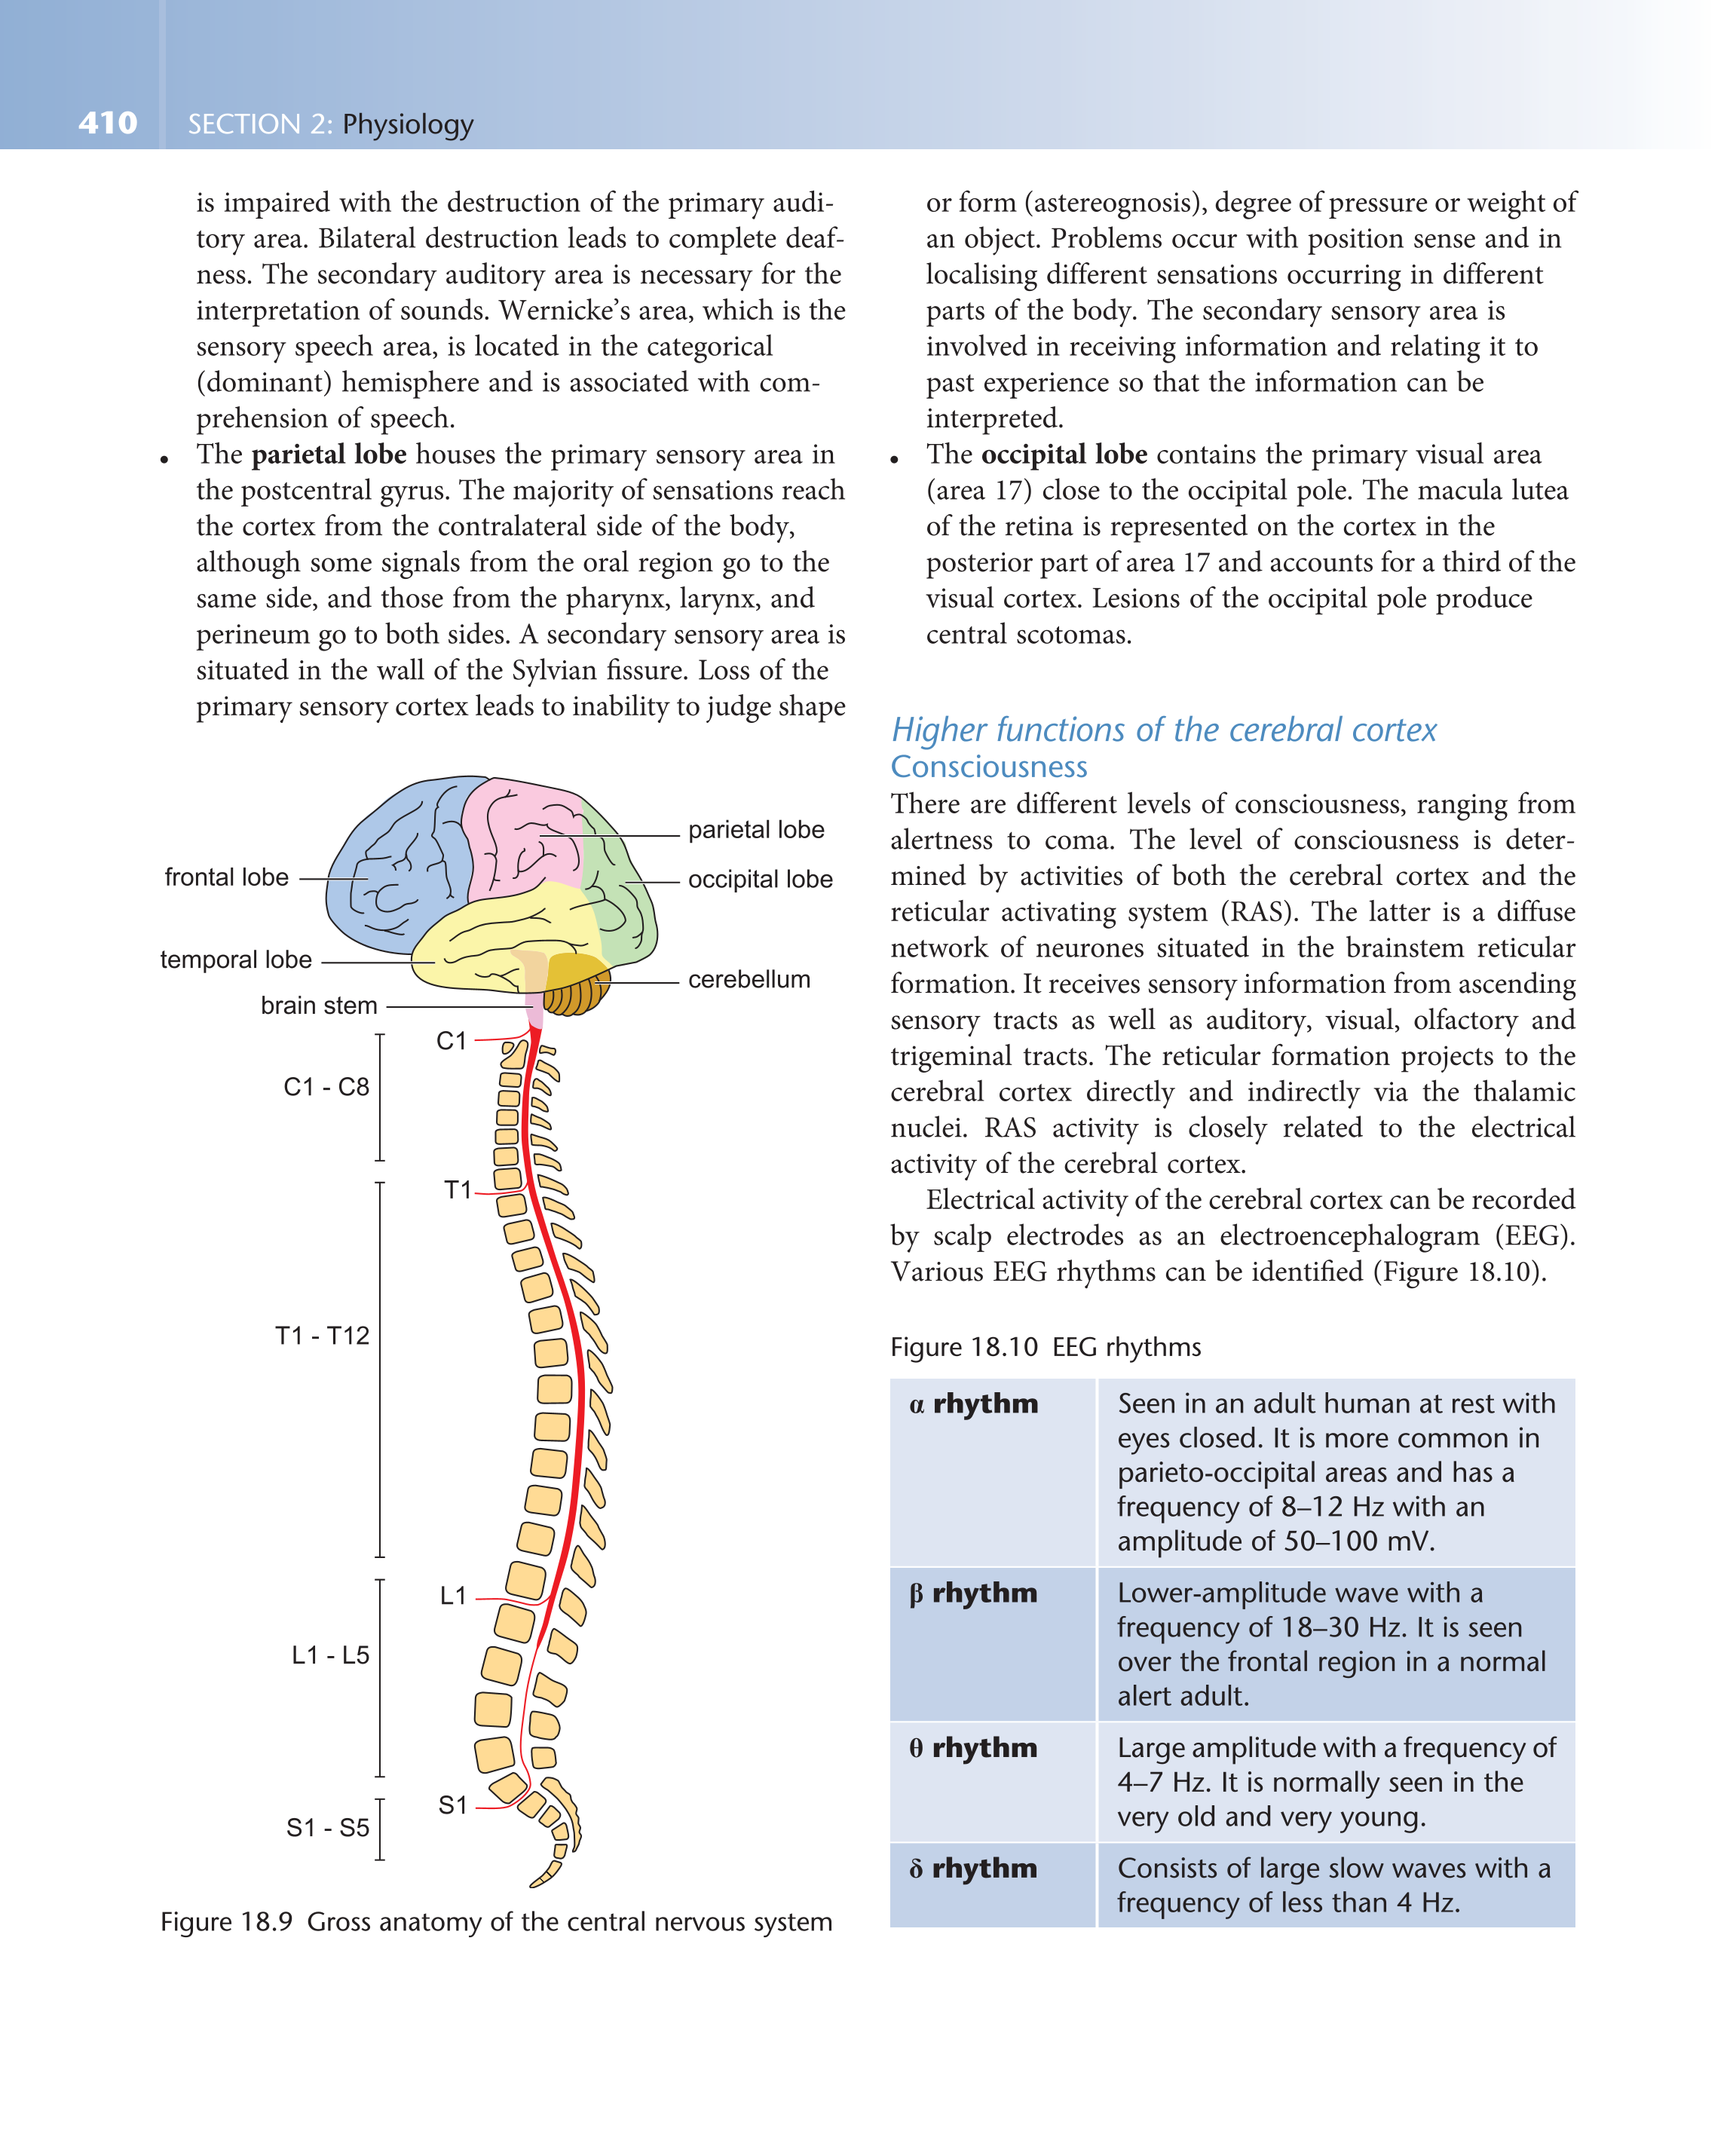 410 SECTION 2: Physiology
is impaired with the destruction of the primary audi-
tory area. Bilateral destruction leads to complete deaf-
ness. The secondary auditory area is necessary for the
interpretation of sounds. Wernicke's area, which is the
sensory speech area, is located in the categorical
(dominant) hemisphere and is associated with com-
prehension of speech.
• The parietal lobe houses the primary sensory area in
the postcentral gyrus. The majority of sensations reach
the cortex from the contralateral side of the body,
although some signals from the oral region go to the
same side, and those from the pharynx, larynx, and
perineum go to both sides. A secondary sensory area is
situated in the wall of the Sylvian fissure. Loss of the
primary sensory cortex leads to inability to judge shape
parietal lobe
frontal lobe
occipital lobe
temporal lobe
cerebellum
brain stem
C1
C1 - C8
T1
T1 - T12
L1
L1 - L5
S1
S1 - S5
Figure 18.9 Gross anatomy of the central nervous system
or form (astereognosis), degree of pressure or weight of
an object. Problems occur with position sense and in
localising different sensations occurring in different
parts of the body. The secondary sensory area is
involved in receiving information and relating it to
past experience so that the information can be
interpreted.
• The occipital lobe contains the primary visual area
(area 17) close to the occipital pole. The macula lutea
of the retina is represented on the cortex in the
posterior part of area 17 and accounts for a third of the
visual cortex. Lesions of the occipital pole produce
central scotomas.
Higher functions of the cerebral cortex
Consciousness
There are different levels of consciousness, ranging from
alertness to coma. The level of consciousness is deter-
mined by activities of both the cerebral cortex and the
reticular activating system (RAS). The latter is a diffuse
network of neurones situated in the brainstem reticular
formation. It receives sensory information from ascending
sensory tracts as well as auditory, visual, olfactory and
trigeminal tracts. The reticular formation projects to the
cerebral cortex directly and indirectly via the thalamic
nuclei. RAS activity is closely related to the electrical
activity of the cerebral cortex.
Electrical activity of the cerebral cortex can be recorded
by scalp electrodes as an electroencephalogram (EEG).
Various EEG rhythms can be identified (Figure 18.10).
Figure 18.10 EEG rhythms
α rhythm Seen in an adult human at rest with
eyes closed. It is more common in
parieto-occipital areas and has a
frequency of 8–12 Hz with an
amplitude of 50–100 mV.
β rhythm Lower-amplitude wave with a
frequency of 18–30 Hz. It is seen
over the frontal region in a normal
alert adult.
θ rhythm Large amplitude with a frequency of
4–7 Hz. It is normally seen in the
very old and very young.
δ rhythm Consists of large slow waves with a
frequency of less than 4 Hz.